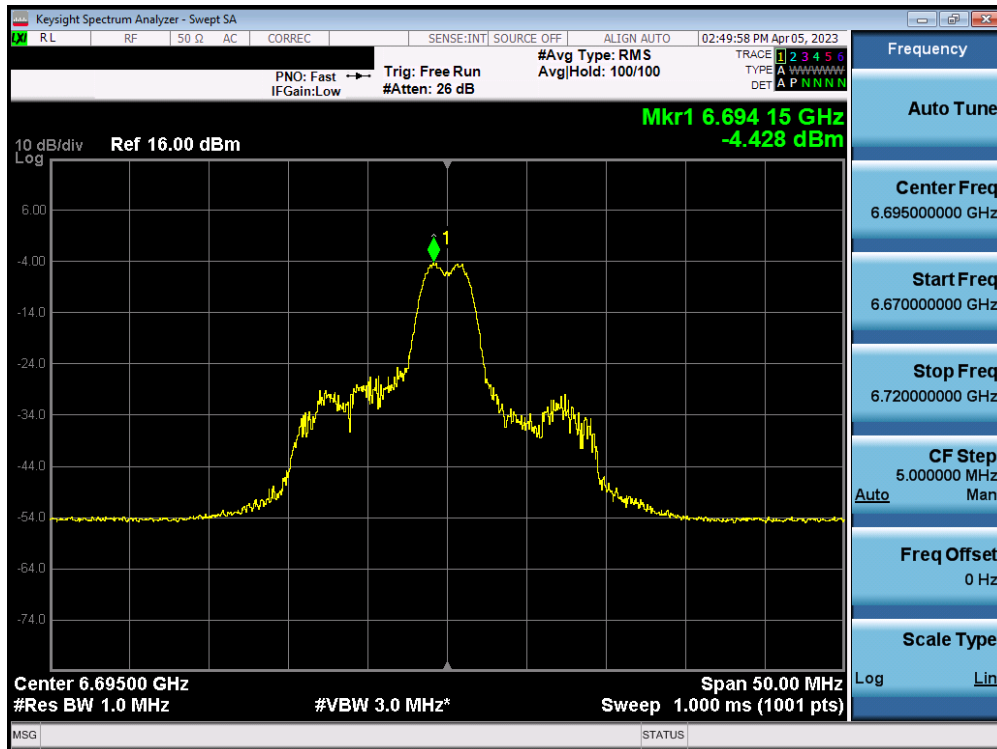 Keysight Spectrum Analyzer - Swept SA
LXI RL RF 50 Ω AC CORREC SENSE:INT SOURCE OFF ALIGN AUTO 02:49:58 PM Apr 05, 2023
Frequency
PNO: Fast Trig: Free Run #Avg Type: RMS TRACE 1 2 3 4 5 6
IFGain:Low #Atten: 26 dB Avg|Hold: 100/100 TYPE A WWWWW
DET A P N N N N
Auto Tune
Mkr1 6.694 15 GHz
-4.428 dBm
10 dB/div Ref 16.00 dBm
Log
Center Freq
6.695000000 GHz
6.00
1
-4.00
Start Freq
6.670000000 GHz
-14.0
-24.0
Stop Freq
6.720000000 GHz
-34.0
-44.0
CF Step
5.000000 MHz
Auto Man
-54.0
Freq Offset
0 Hz
-64.0
-74.0
Scale Type
Log Lin
Center 6.69500 GHz Span 50.00 MHz
#Res BW 1.0 MHz #VBW 3.0 MHz* Sweep 1.000 ms (1001 pts)
MSG STATUS